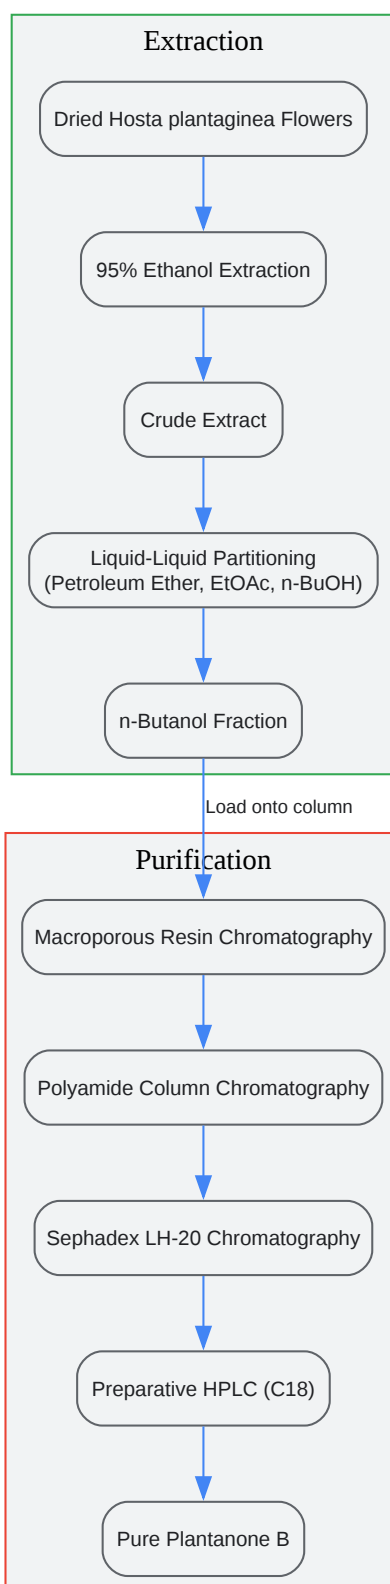 Extraction
Dried Hosta plantaginea Flowers
95% Ethanol Extraction
Crude Extract
Liquid-Liquid Partitioning
(Petroleum Ether, EtOAc, n-BuOH)
n-Butanol Fraction
Load onto column
Purification
Macroporous Resin Chromatography
Polyamide Column Chromatography
Sephadex LH-20 Chromatography
Preparative HPLC (C18)
Pure Plantanone B